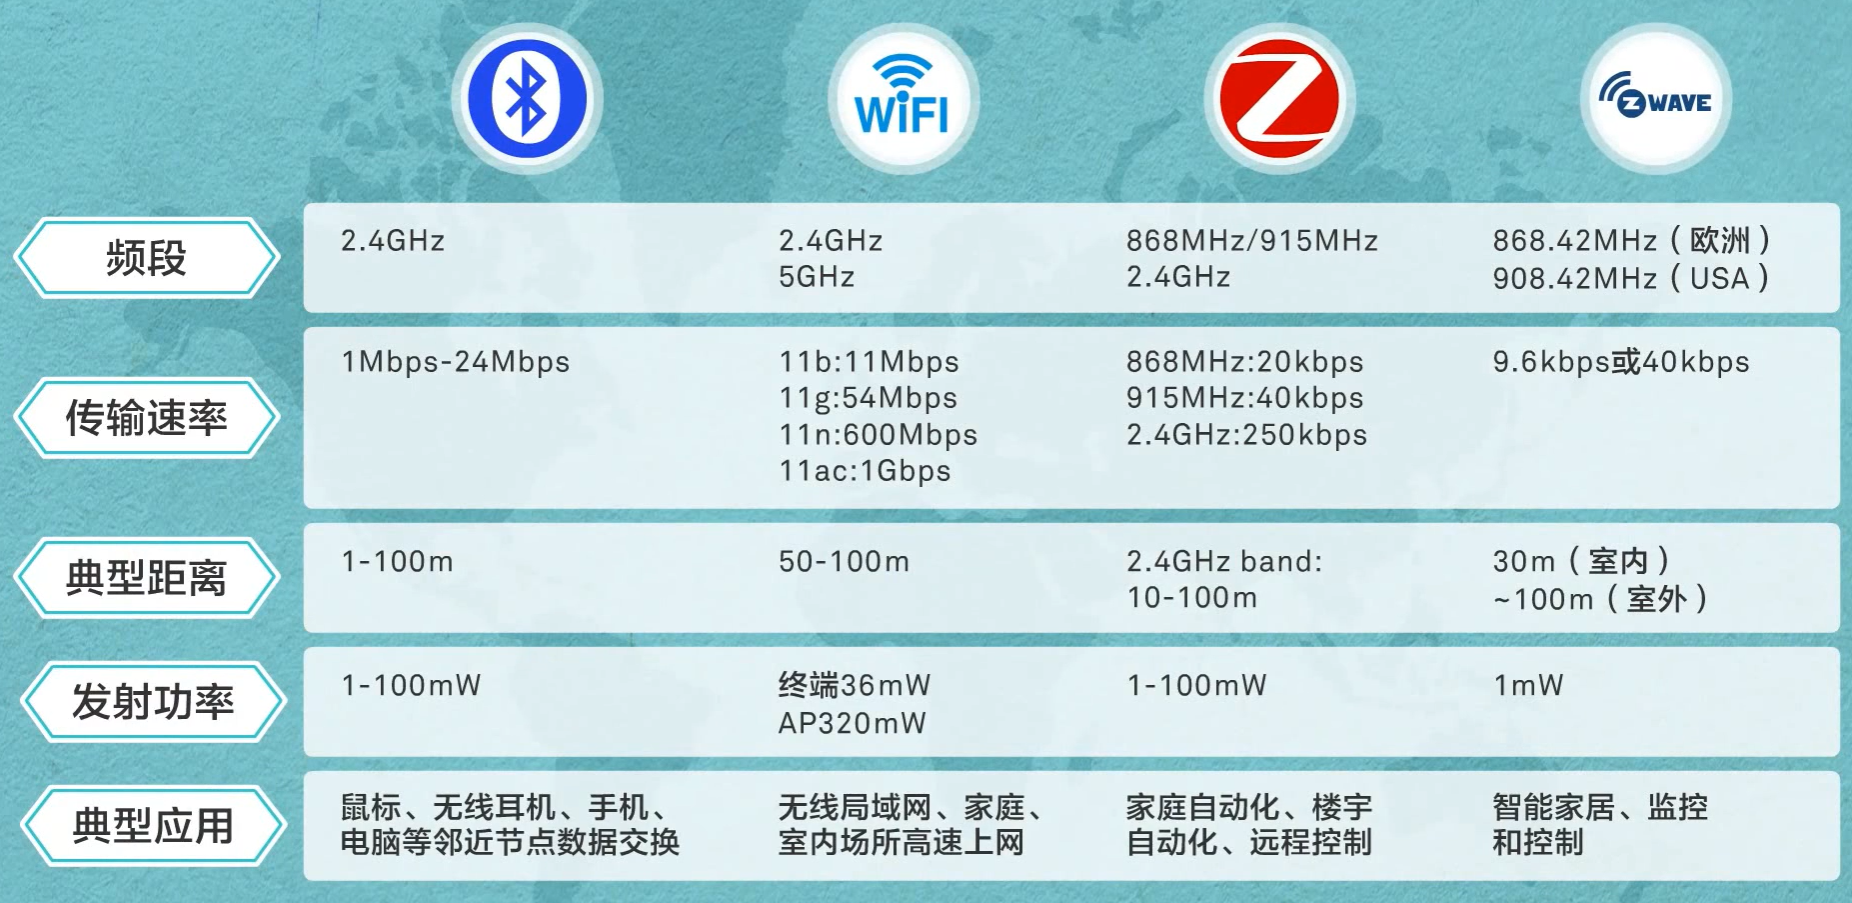 WiFI
Z
Z WAVE
频段
2.4GHz
2.4GHz
5GHz
868MHz/915MHz
2.4GHz
868.42MHz（欧洲）
908.42MHz（USA）
传输速率
1Mbps-24Mbps
11b:11Mbps
11g:54Mbps
11n:600Mbps
11ac:1Gbps
868MHz:20kbps
915MHz:40kbps
2.4GHz:250kbps
9.6kbps或40kbps
典型距离
1-100m
50-100m
2.4GHz band:
10-100m
30m（室内）
~100m（室外）
发射功率
1-100mW
终端36mW
AP320mW
1-100mW
1mW
典型应用
鼠标、无线耳机、手机、
电脑等邻近节点数据交换
无线局域网、家庭、
室内场所高速上网
家庭自动化、楼宇
自动化、远程控制
智能家居、监控
和控制